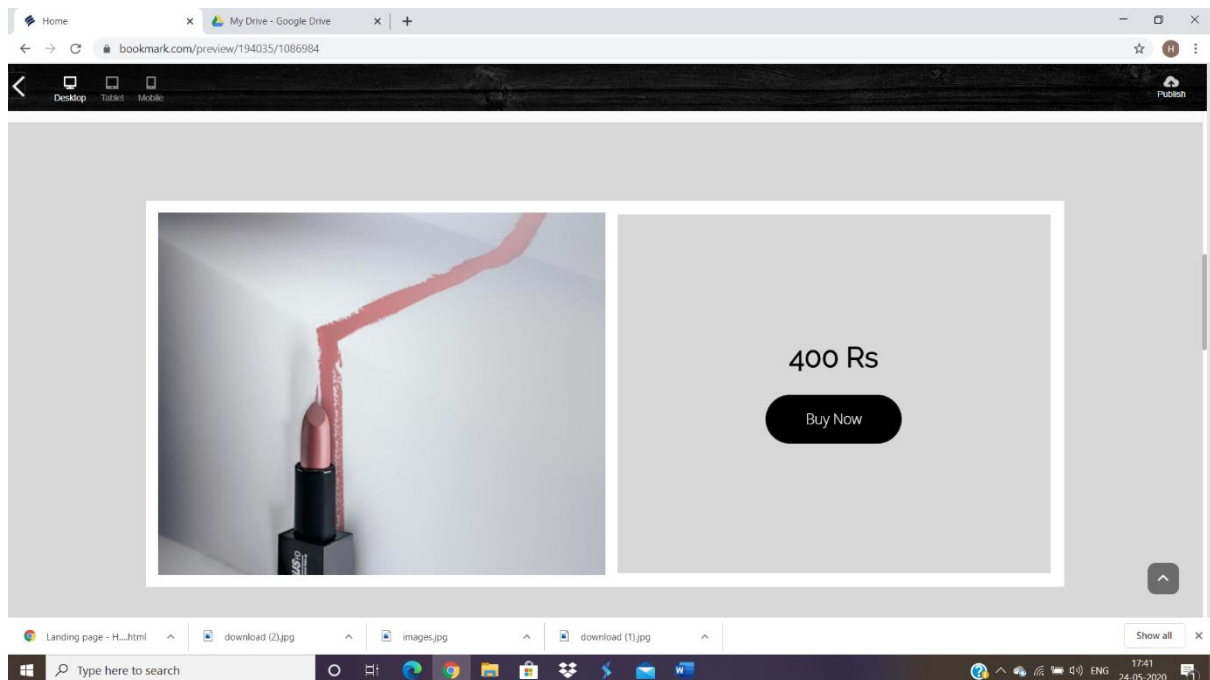 Home
My Drive - Google Drive
bookmark.com/preview/194035/1086984
H
Desktop Tablet Mobile
Publish
400 Rs
Buy Now
Landing page - H....html
download (2).jpg
images.jpg
download (1).jpg
Show all
Type here to search
ENG
17:41
24-05-2020